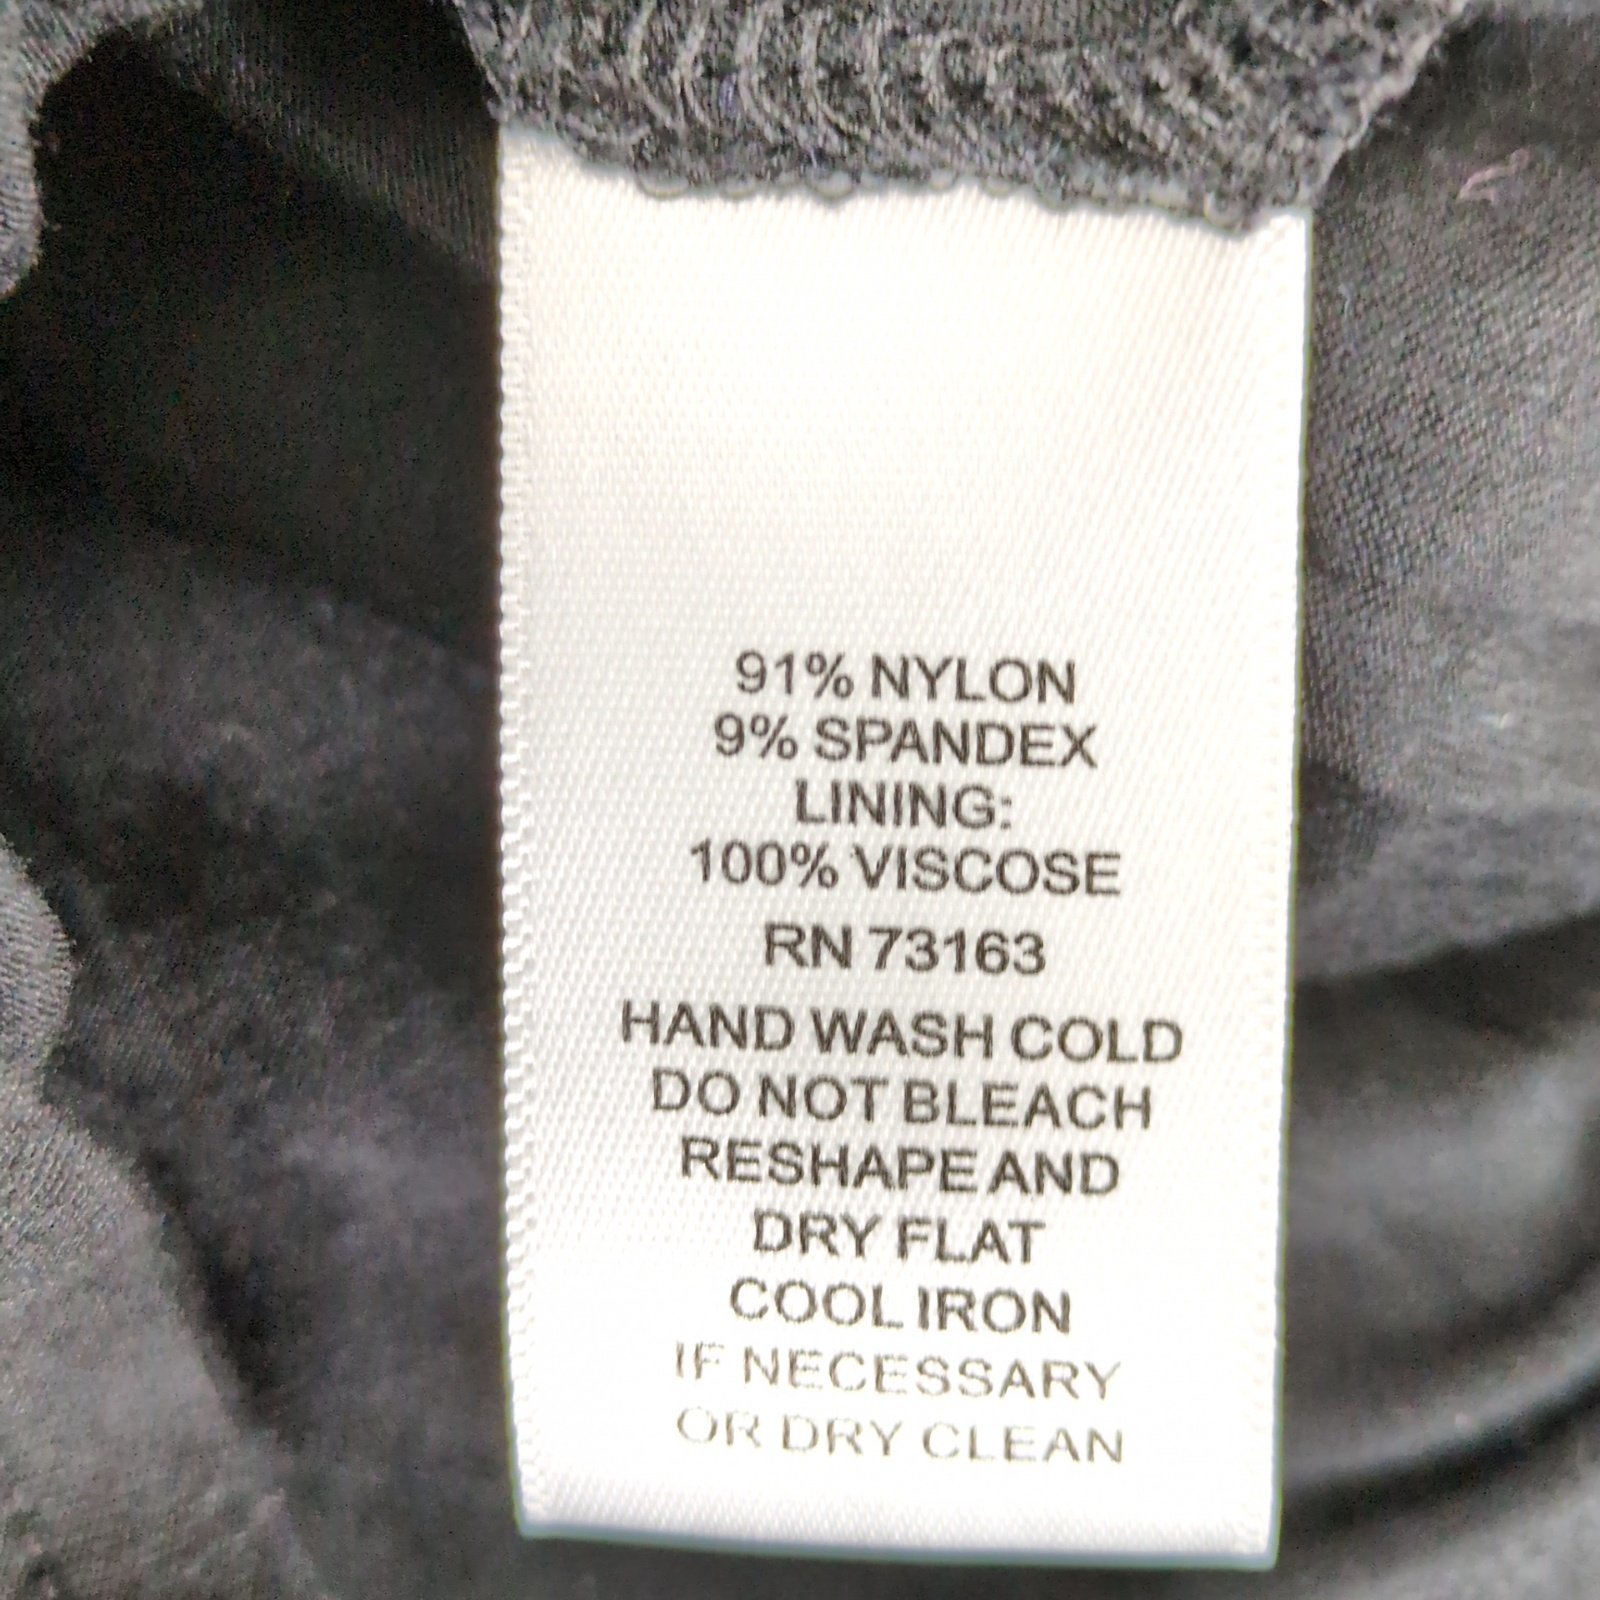 91% NYLON
9% SPANDEX
LINING:
100% VISCOSE
RN 73163
HAND WASH COLD
DO NOT BLEACH
RESHAPE AND
DRY FLAT
COOL IRON
IF NECESSARY
OR DRY CLEAN